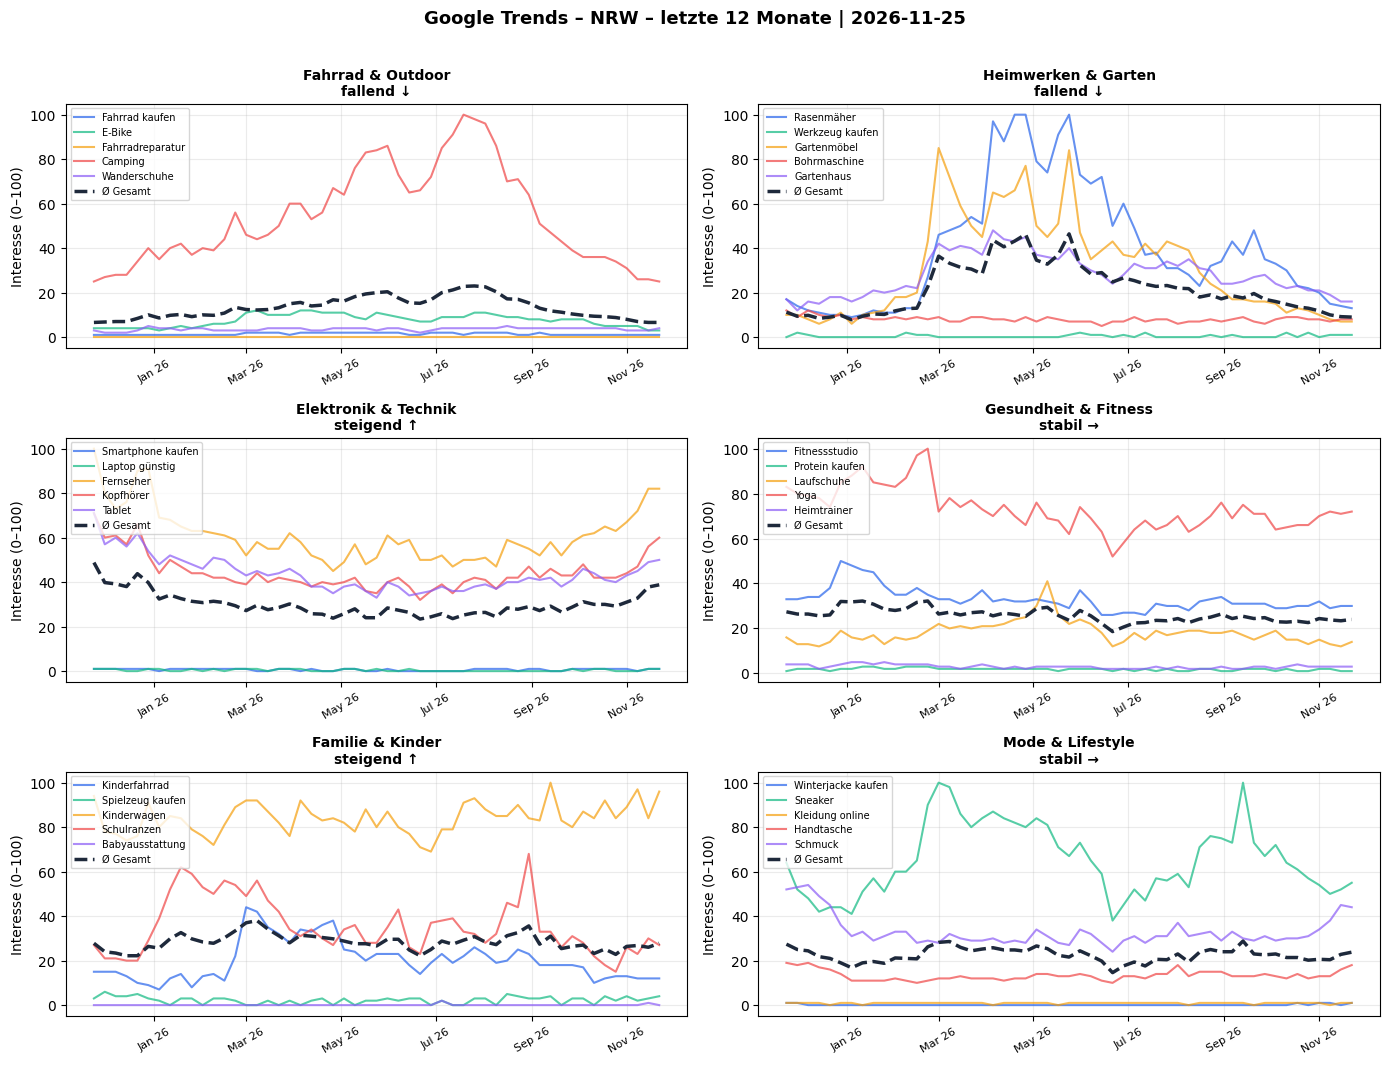 Google Trends – NRW – letzte 12 Monate | 2026-11-25
Fahrrad & Outdoor
fallend ↓
Interesse (0–100)
100
80
60
40
20
0
Fahrrad kaufen
E-Bike
Fahrradreparatur
Camping
Wanderschuhe
Ø Gesamt
Jan 26
Mar 26
May 26
Jul 26
Sep 26
Nov 26
Heimwerken & Garten
fallend ↓
Interesse (0–100)
100
80
60
40
20
0
Rasenmäher
Werkzeug kaufen
Gartenmöbel
Bohrmaschine
Gartenhaus
Ø Gesamt
Jan 26
Mar 26
May 26
Jul 26
Sep 26
Nov 26
Elektronik & Technik
steigend ↑
Interesse (0–100)
100
80
60
40
20
0
Smartphone kaufen
Laptop günstig
Fernseher
Kopfhörer
Tablet
Ø Gesamt
Jan 26
Mar 26
May 26
Jul 26
Sep 26
Nov 26
Gesundheit & Fitness
stabil →
Interesse (0–100)
100
80
60
40
20
0
Fitnessstudio
Protein kaufen
Laufschuhe
Yoga
Heimtrainer
Ø Gesamt
Jan 26
Mar 26
May 26
Jul 26
Sep 26
Nov 26
Familie & Kinder
steigend ↑
Interesse (0–100)
100
80
60
40
20
0
Kinderfahrrad
Spielzeug kaufen
Kinderwagen
Schulranzen
Babyausstattung
Ø Gesamt
Jan 26
Mar 26
May 26
Jul 26
Sep 26
Nov 26
Mode & Lifestyle
stabil →
Interesse (0–100)
100
80
60
40
20
0
Winterjacke kaufen
Sneaker
Kleidung online
Handtasche
Schmuck
Ø Gesamt
Jan 26
Mar 26
May 26
Jul 26
Sep 26
Nov 26